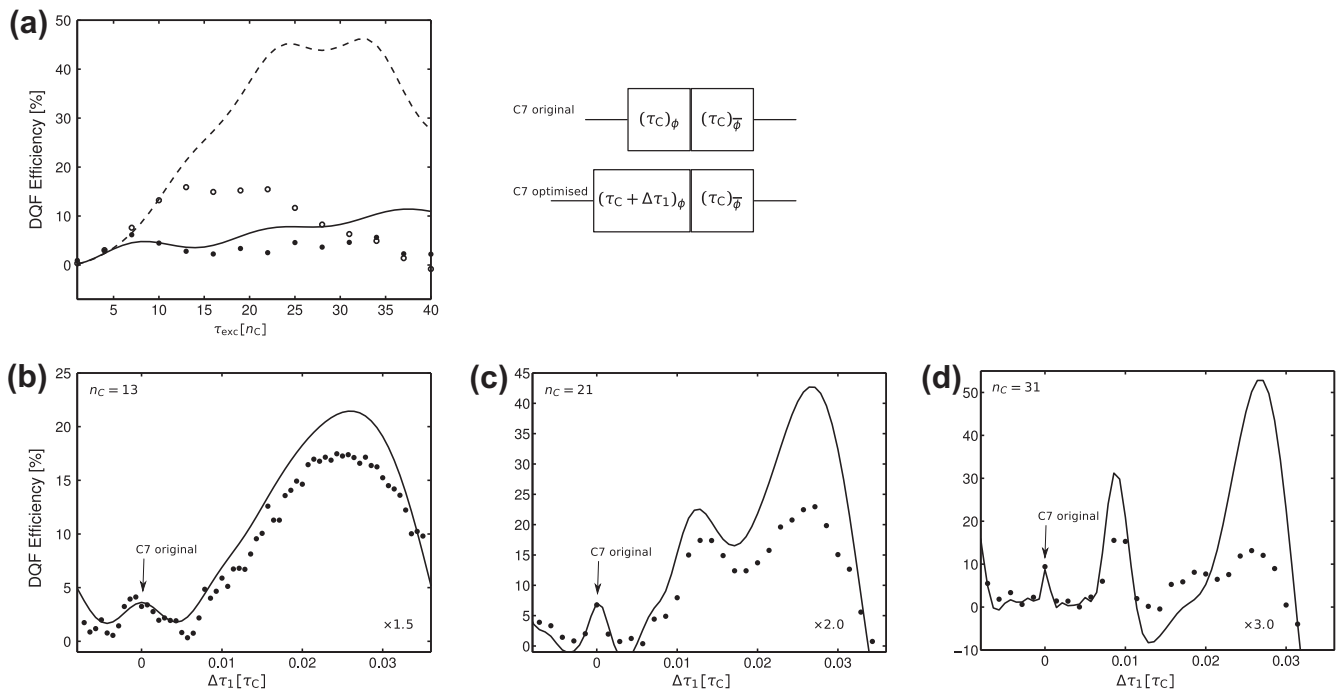 (a)
DQF Efficiency [%]
50
40
30
20
10
0
5 10 15 20 25 30 35 40
τexc[nC]
C7 original
(τC)ϕ (τC)ϕ̅
C7 optimised
(τC + Δτ1)ϕ (τC)ϕ̅
(b)
DQF Efficiency [%]
25
20
15
10
5
0
nC = 13
C7 original
×1.5
0 0.01 0.02 0.03
Δτ1[τC]
(c)
45
40
35
30
25
20
15
10
5
0
nC = 21
C7 original
×2.0
0 0.01 0.02 0.03
Δτ1[τC]
(d)
50
40
30
20
10
0
−10
nC = 31
C7 original
×3.0
0 0.01 0.02 0.03
Δτ1[τC]